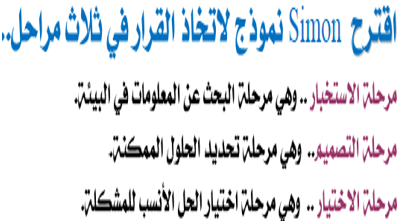 اقترح Simon نموذج لاتخاذ القرار في ثلاث مراحل..
مرحلة الاستخبار .. وهي مرحلة البحث عن المعلومات في البيئة.
مرحلة التصميم.. وهي مرحلة تحديد الحلول الممكنة.
مرحلة الاختيار .. وهي مرحلة اختيار الحل الأنسب للمشكلة.